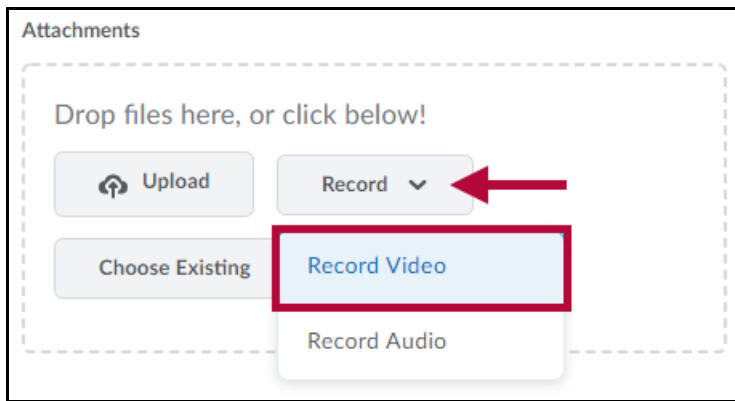 Attachments
Drop files here, or click below!
Upload
Record
Choose Existing
Record Video
Record Audio